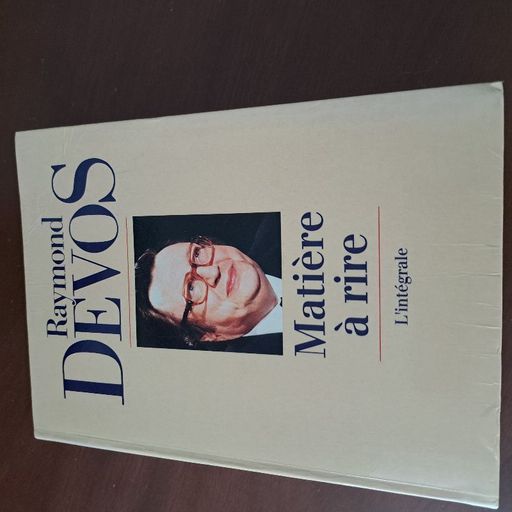 Raymond
DEVOS
Matière
à rire
L'intégrale